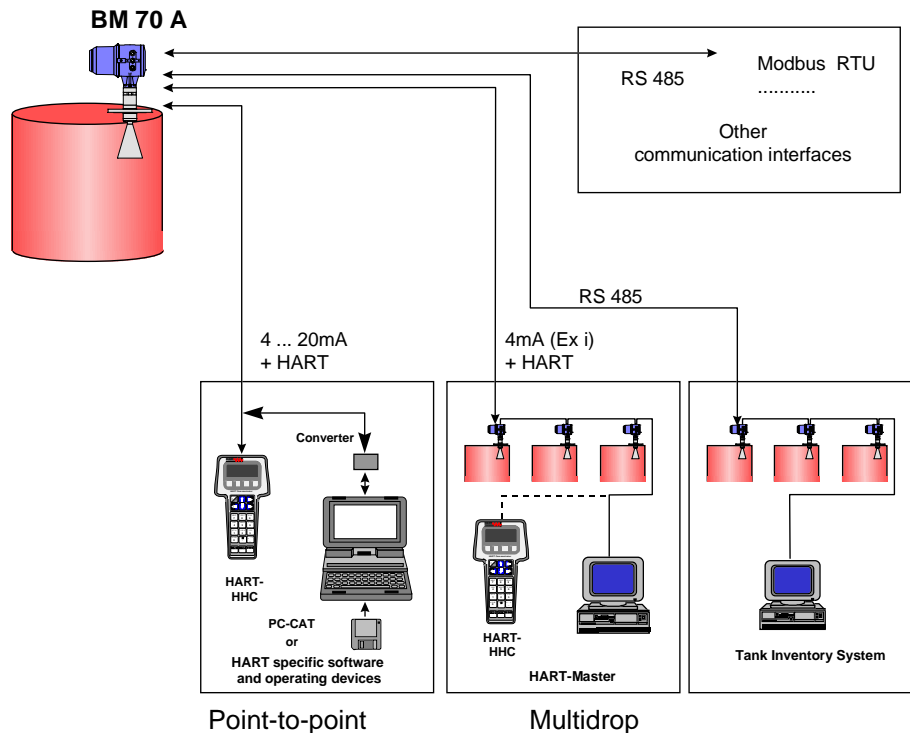 BM 70 A
RS 485
Modbus RTU
...........
Other
communication interfaces
RS 485
4 ... 20mA
+ HART
4mA (Ex i)
+ HART
Converter
HART-
HHC
PC-CAT
or
HART specific software
and operating devices
HART-
HHC
HART-Master
Tank Inventory System
Point-to-point
Multidrop